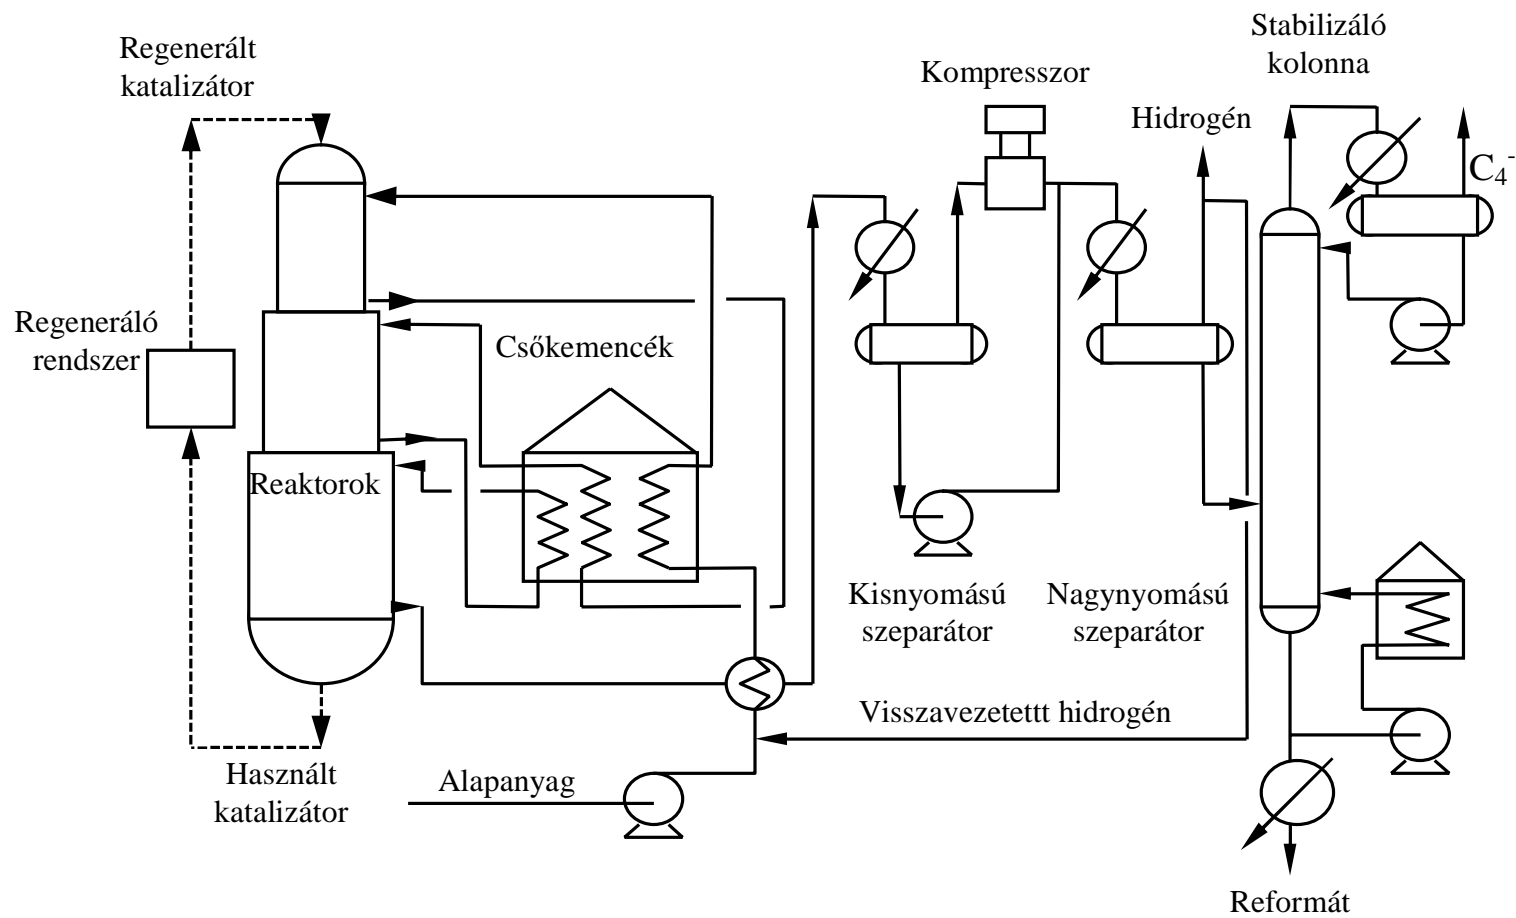 Stabilizáló
kolonna
Regenerált
katalizátor
Kompresszor
Hidrogén
C₄⁻
Regeneráló
rendszer
Csőkemencék
Reaktorok
Kisnyomású
szeparátor
Nagynyomású
szeparátor
Visszavezetettt hidrogén
Használt
katalizátor
Alapanyag
Reformát